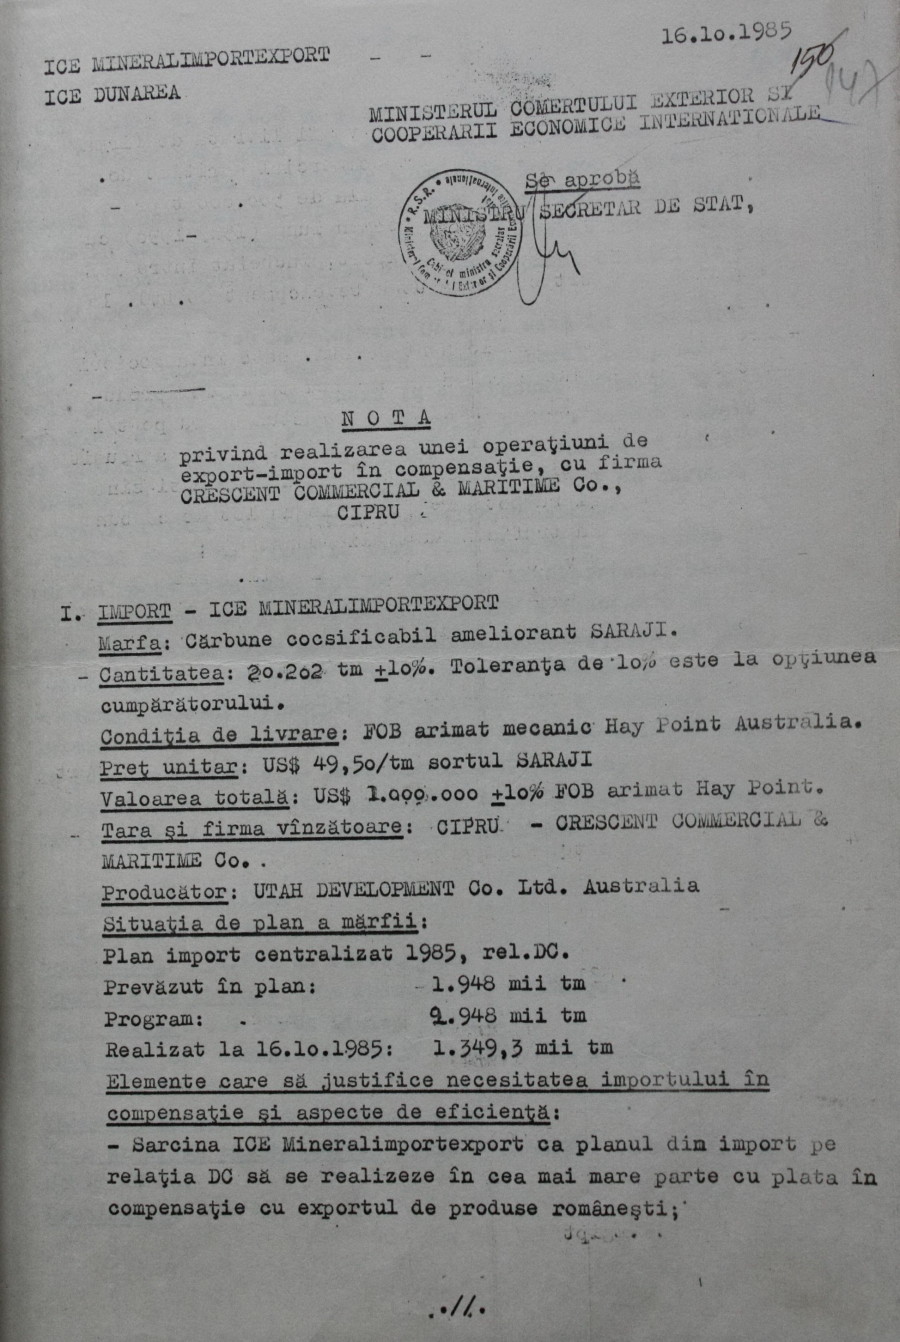 16.10.1985
ICE MINERALIMPORTEXPORT - -
150
147
ICE DUNAREA
MINISTERUL COMERTULUI EXTERIOR SI
COOPERARII ECONOMICE INTERNATIONALE
Se aprobă
MINISTRU SECRETAR DE STAT,
R.S.R.
N O T A
privind realizarea unei operaţiuni de
export-import în compensaţie, cu firma
CRESCENT COMMERCIAL & MARITIME Co.,
CIPRU
I. IMPORT - ICE MINERALIMPORTEXPORT
Marfa: Cărbune cocsificabil ameliorant SARAJI.
- Cantitatea: 20.202 tm ±10%. Toleranţa de 10% este la opţiunea
cumpărătorului.
Condiţia de livrare: FOB arimat mecanic Hay Point Australia.
Preţ unitar: US$ 49,50/tm sortul SARAJI
Valoarea totală: US$ 1.000.000 ±10% FOB arimat Hay Point.
Tara şi firma vînzătoare: CIPRU - CRESCENT COMMERCIAL &
MARITIME Co. .
Producător: UTAH DEVELOPMENT Co. Ltd. Australia
Situaţia de plan a mărfii:
Plan import centralizat 1985, rel.DC.
Prevăzut în plan: 1.948 mii tm
Program: 2.948 mii tm
Realizat la 16.10.1985: 1.349,3 mii tm
Elemente care să justifice necesitatea importului în
compensaţie şi aspecte de eficienţă:
- Sarcina ICE Mineralimportexport ca planul din import pe
relaţia DC să se realizeze în cea mai mare parte cu plata în
compensaţie cu exportul de produse româneşti;
.//.